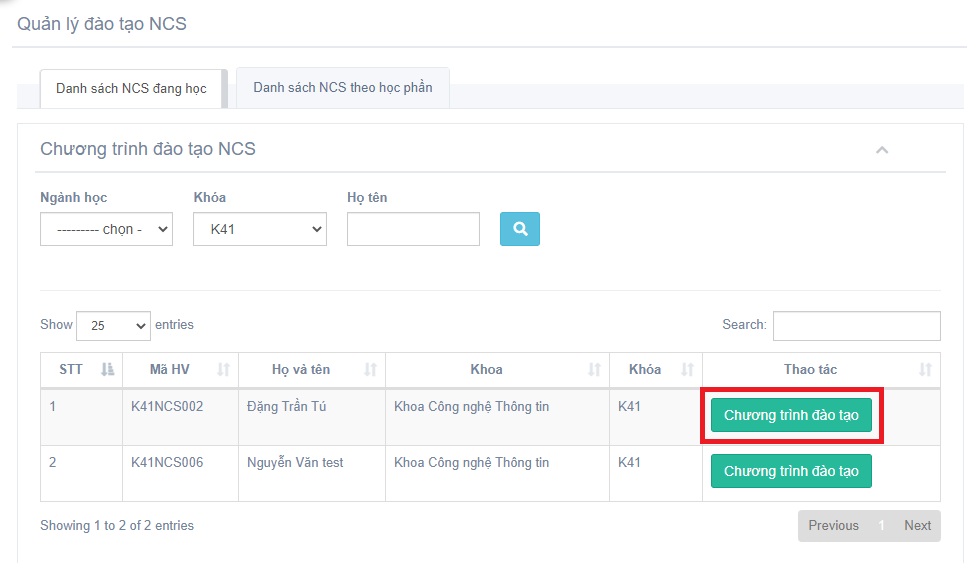 Quản lý đào tạo NCS
Danh sách NCS đang học Danh sách NCS theo học phần
Chương trình đào tạo NCS
Ngành học Khóa Họ tên
--------- chọn - K41
Show 25 entries Search:
STT Mã HV Họ và tên Khoa Khóa Thao tác
1 K41NCS002 Đặng Trần Tú Khoa Công nghệ Thông tin K41 Chương trình đào tạo
2 K41NCS006 Nguyễn Văn test Khoa Công nghệ Thông tin K41 Chương trình đào tạo
Showing 1 to 2 of 2 entries Previous 1 Next